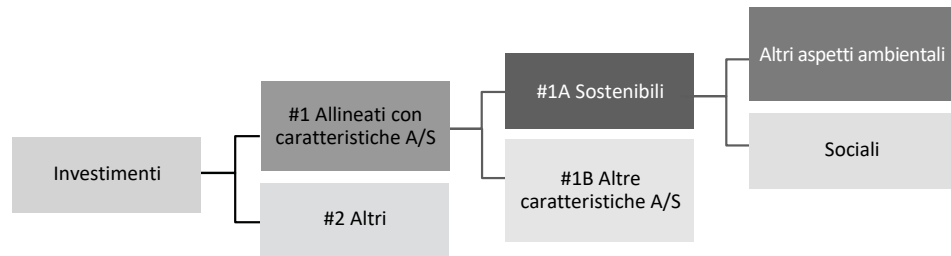 Investimenti
#1 Allineati con
caratteristiche A/S
#2 Altri
#1A Sostenibili
#1B Altre
caratteristiche A/S
Altri aspetti ambientali
Sociali